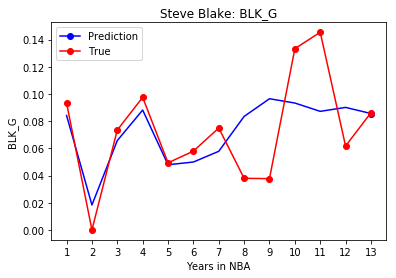 Steve Blake: BLK_G
Prediction
True
BLK_G
0.14
0.12
0.10
0.08
0.06
0.04
0.02
0.00
1 2 3 4 5 6 7 8 9 10 11 12 13
Years in NBA